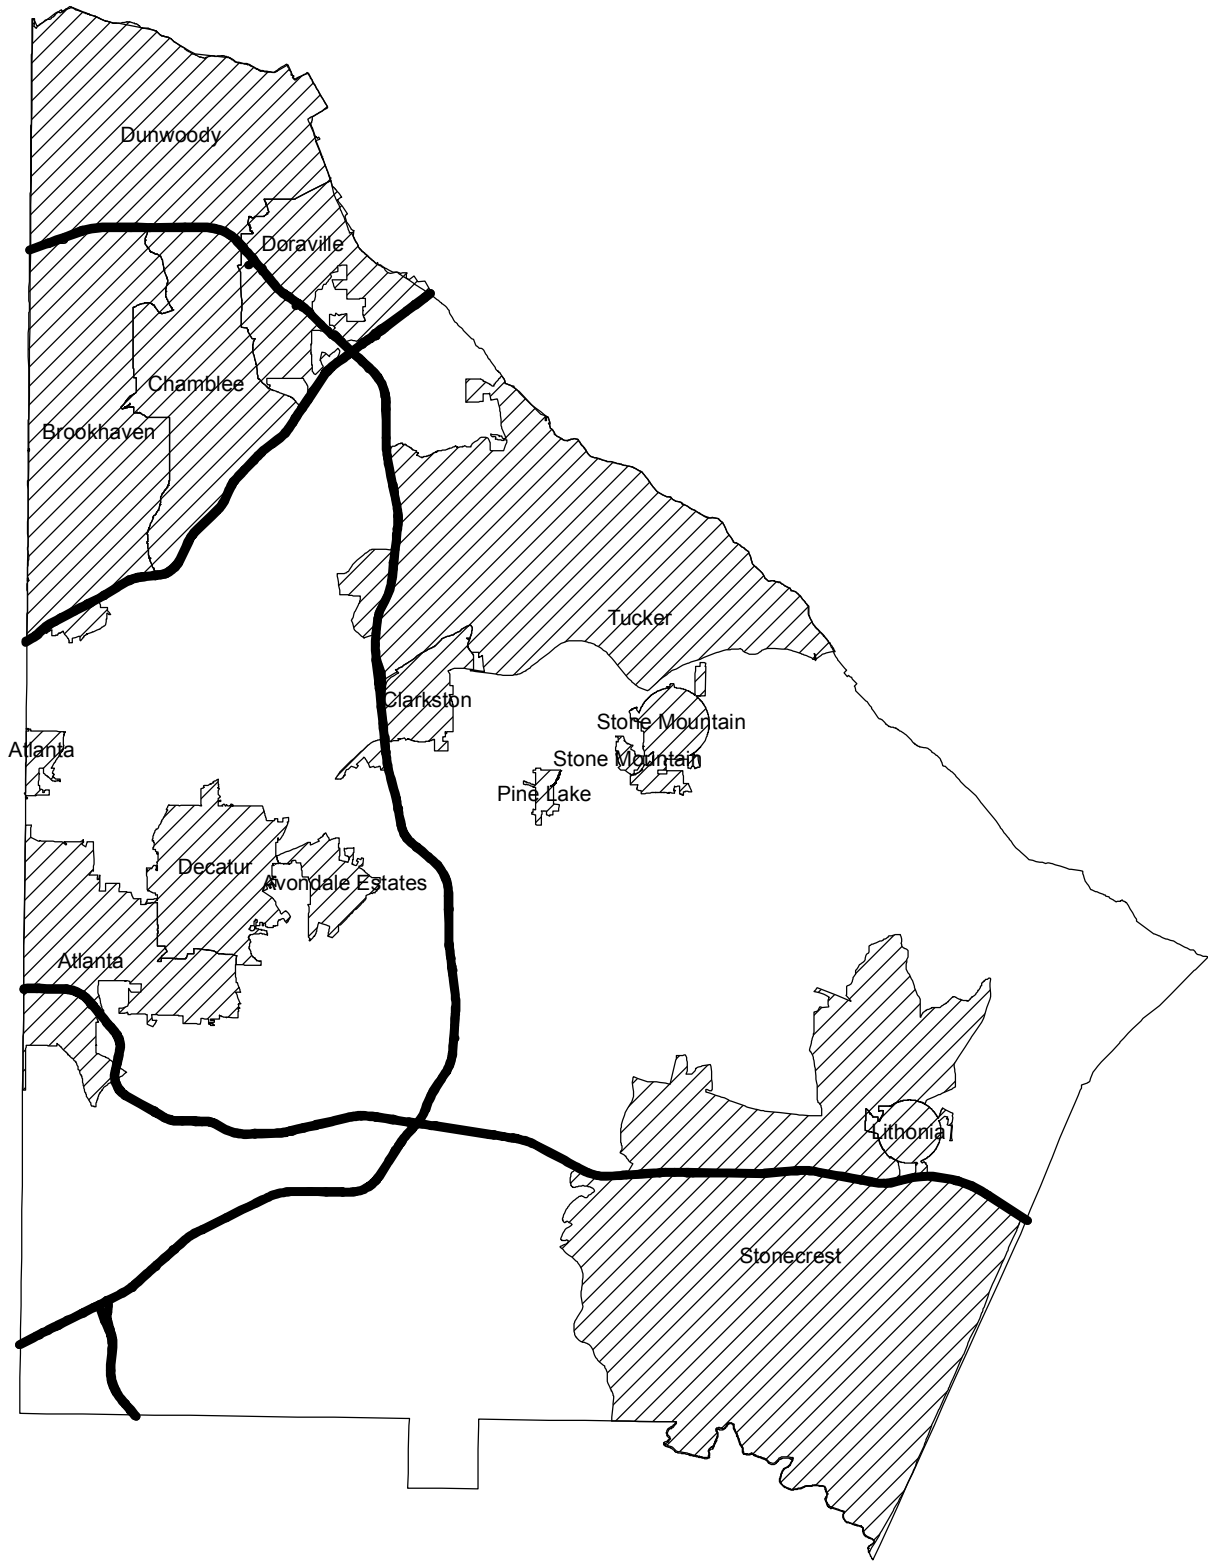 Dunwoody
Doraville
Chamblee
Brookhaven
Tucker
Clarkston
Stone Mountain
Atlanta
Stone Mountain
Pine Lake
Decatur
Avondale Estates
Atlanta
Lithonia
Stonecrest